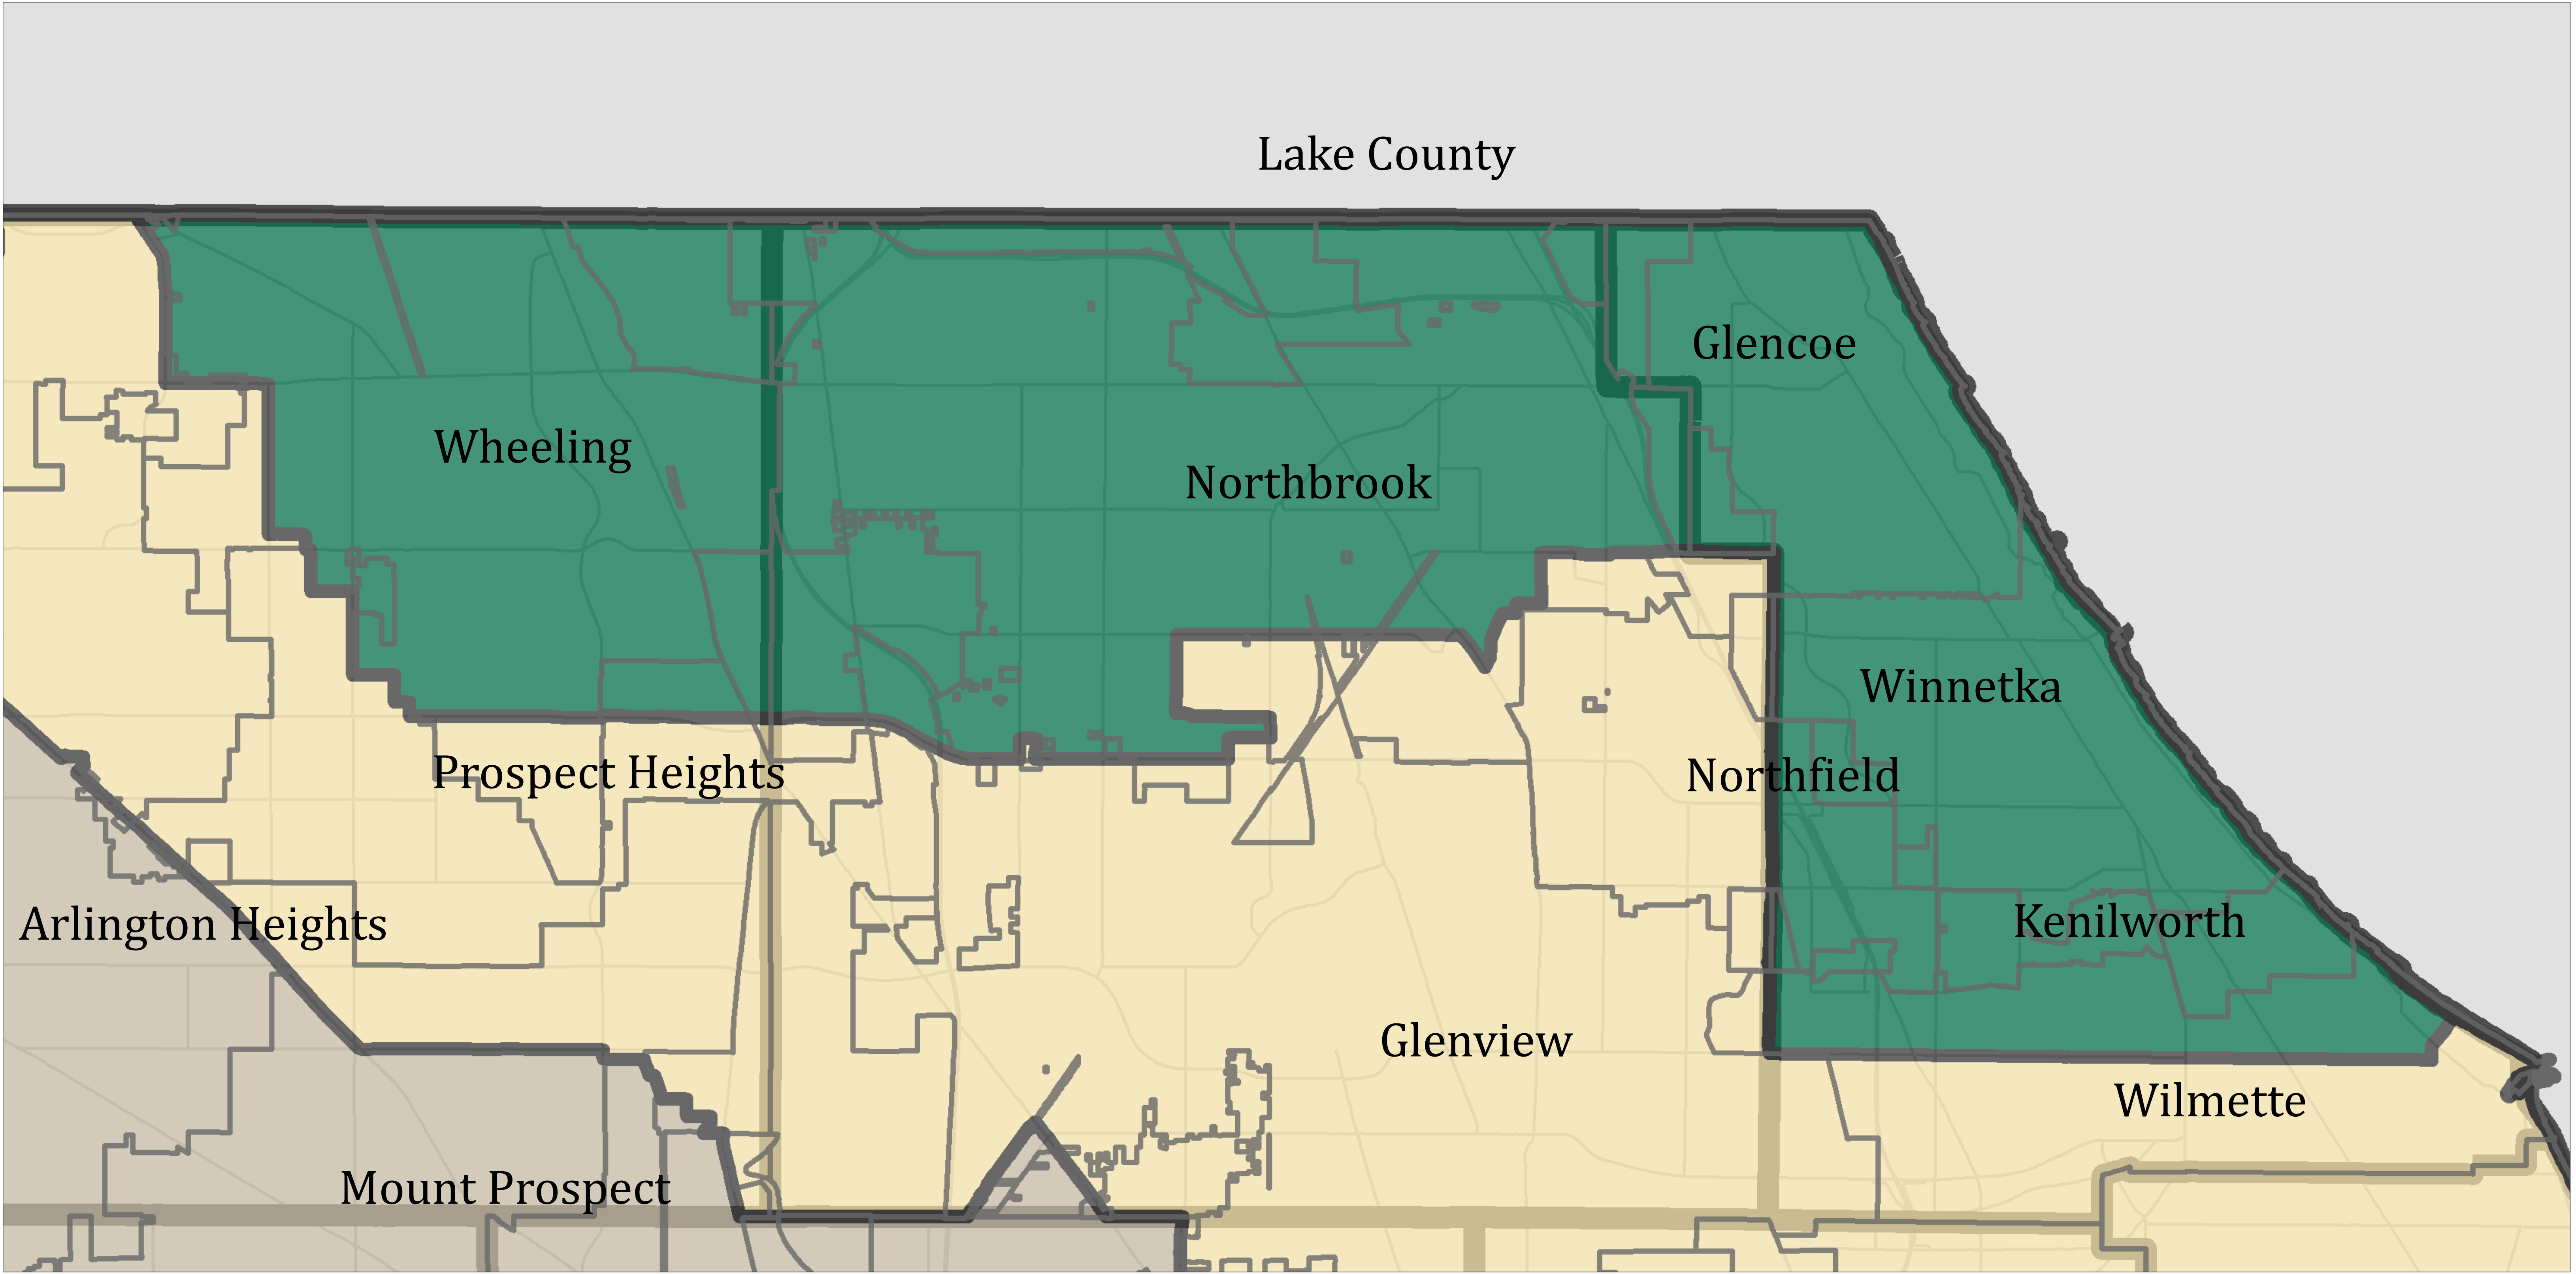 Lake County
Glencoe
Wheeling
Northbrook
Winnetka
Prospect Heights
Northfield
Arlington Heights
Kenilworth
Glenview
Wilmette
Mount Prospect